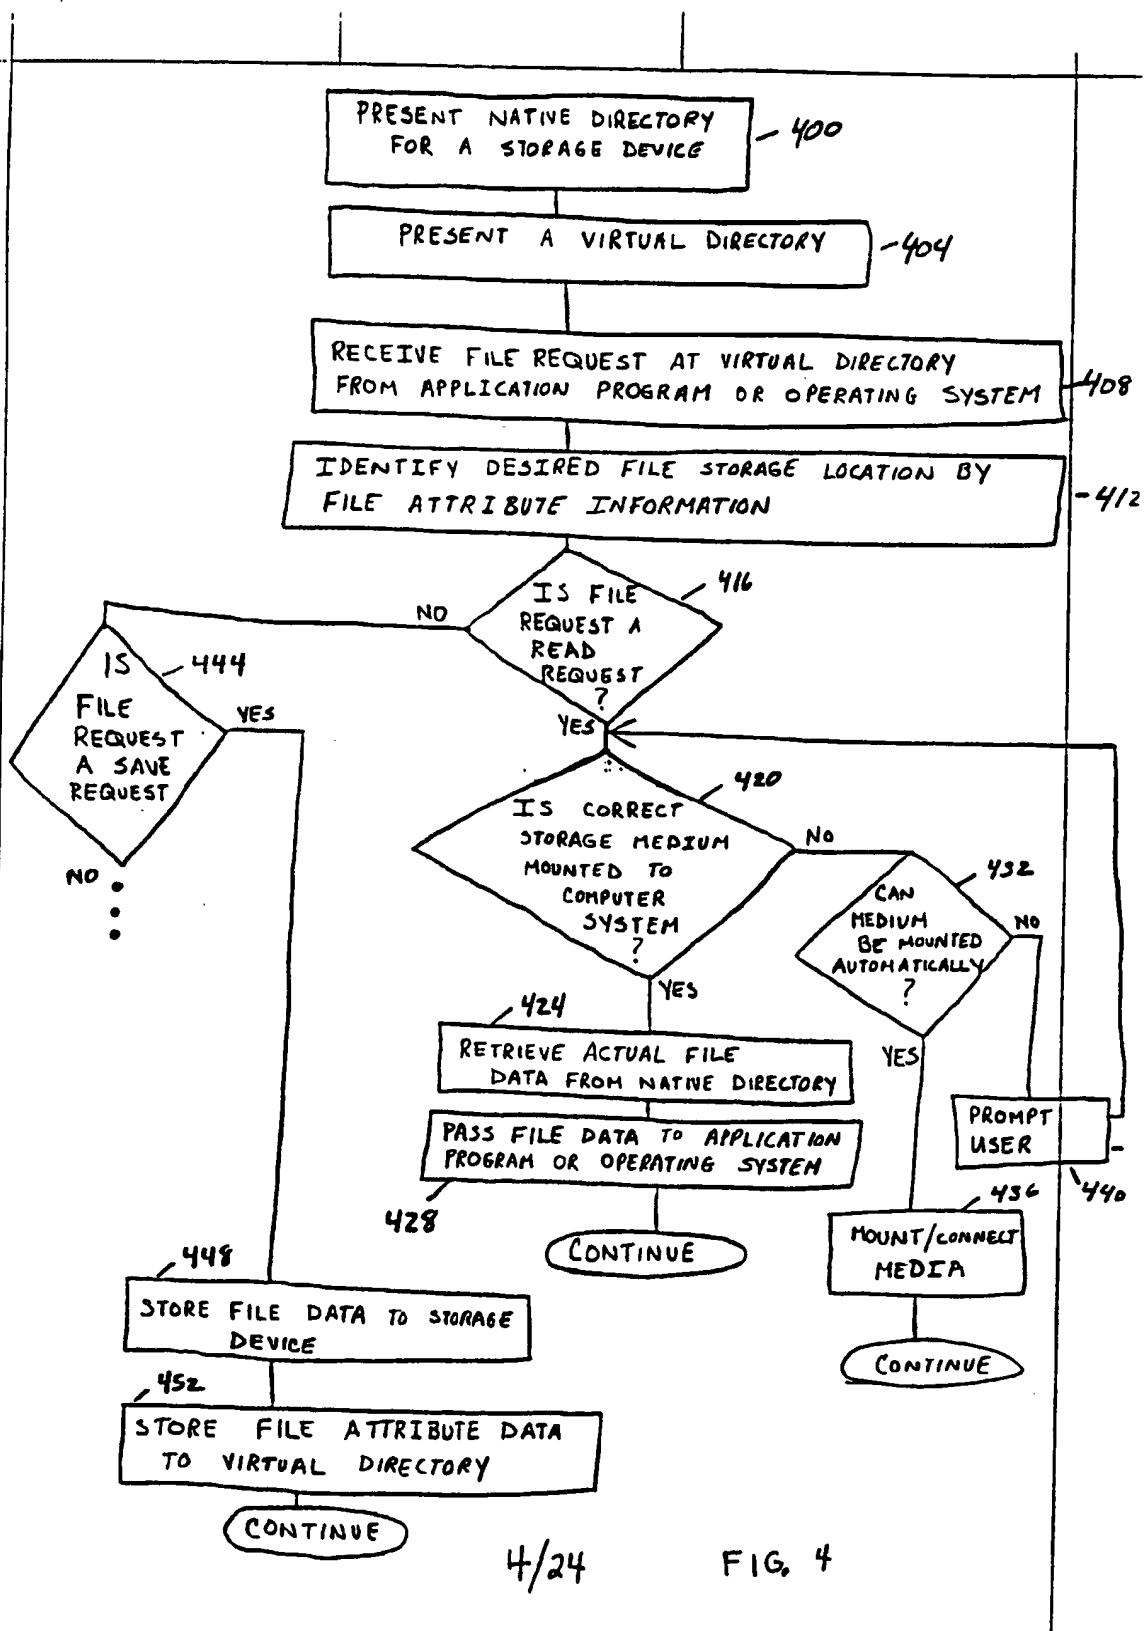 PRESENT NATIVE DIRECTORY
FOR A STORAGE DEVICE
400
PRESENT A VIRTUAL DIRECTORY
404
RECEIVE FILE REQUEST AT VIRTUAL DIRECTORY
FROM APPLICATION PROGRAM OR OPERATING SYSTEM
408
IDENTIFY DESIRED FILE STORAGE LOCATION BY
FILE ATTRIBUTE INFORMATION
412
IS FILE
REQUEST A
READ
REQUEST
?
416
NO
YES
IS
FILE
REQUEST
A SAVE
REQUEST
444
YES
NO
IS CORRECT
STORAGE MEDIUM
MOUNTED TO
COMPUTER
SYSTEM
?
420
NO
YES
CAN
MEDIUM
BE MOUNTED
AUTOMATICALLY
?
432
NO
YES
424
RETRIEVE ACTUAL FILE
DATA FROM NATIVE DIRECTORY
PASS FILE DATA TO APPLICATION
PROGRAM OR OPERATING SYSTEM
428
CONTINUE
PROMPT
USER
440
436
MOUNT/CONNECT
MEDIA
CONTINUE
448
STORE FILE DATA TO STORAGE
DEVICE
452
STORE FILE ATTRIBUTE DATA
TO VIRTUAL DIRECTORY
CONTINUE
4/24
FIG. 4